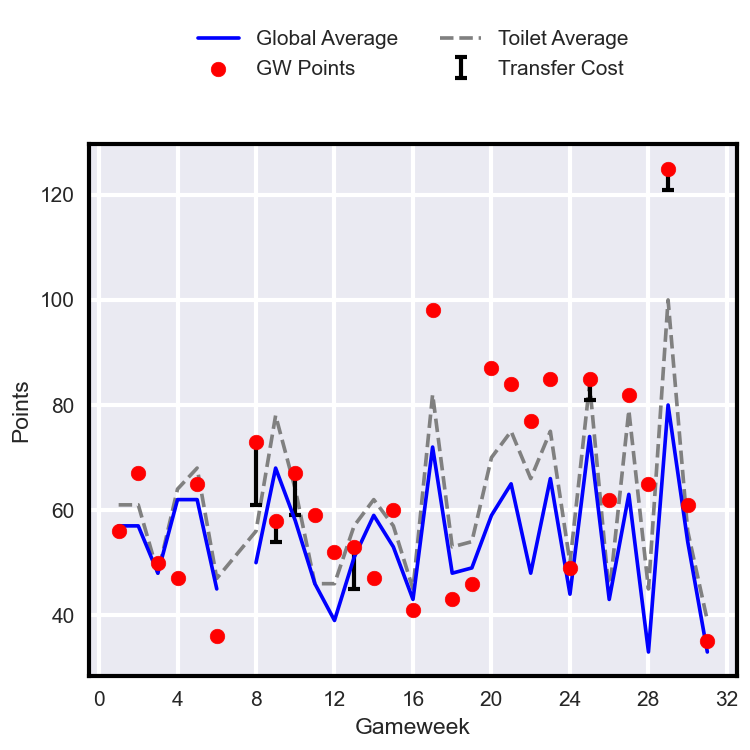 Global Average
GW Points
Toilet Average
Transfer Cost
120
100
80
60
40
Points
0 4 8 12 16 20 24 28 32
Gameweek